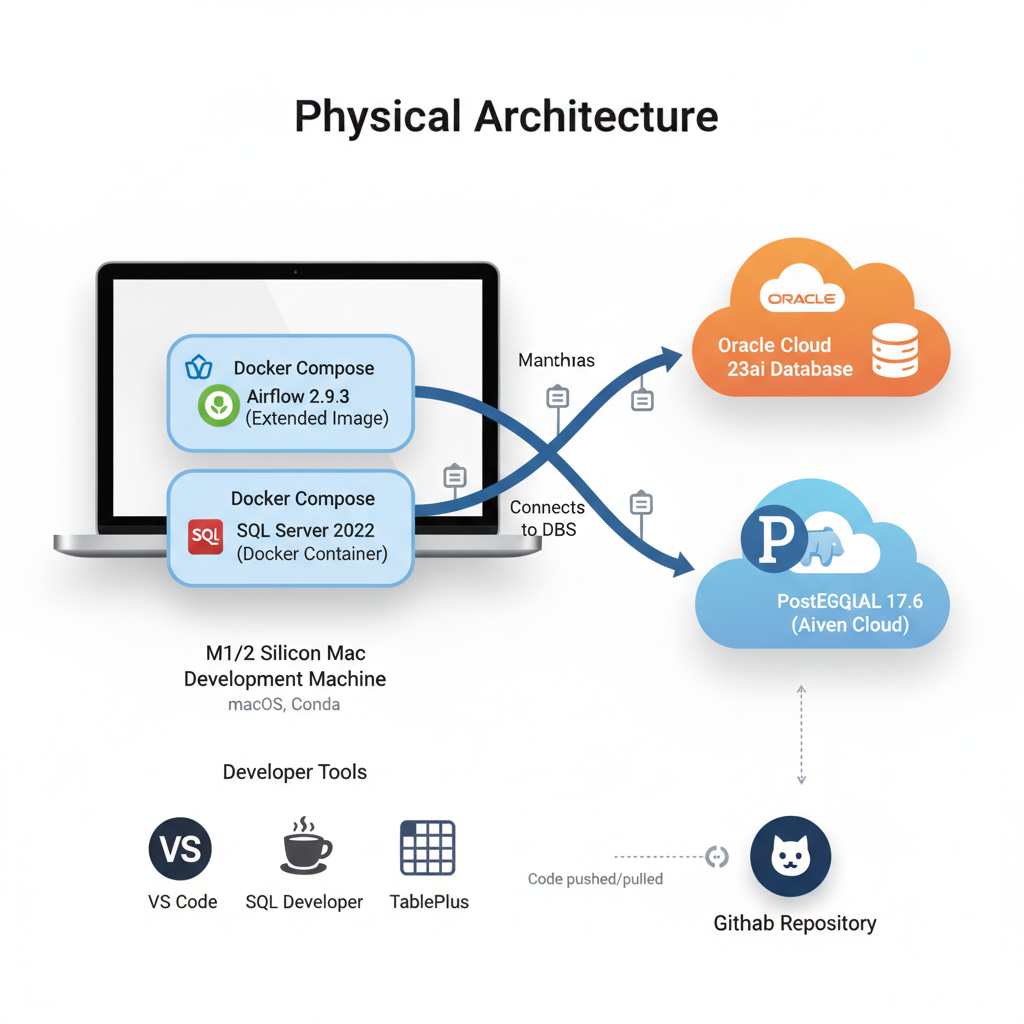 Physical Architecture
ORACLE
Oracle Cloud
23ai Database
Docker Compose
Airflow 2.9.3
(Extended Image)
Manthıas
Docker Compose
SQL
SQL Server 2022
(Docker Container)
Connects
to DBS
P
PostEGQIAL 17.6
(Aiven Cloud)
M1/2 Silicon Mac
Development Machine
macOS, Conda
Developer Tools
VS
VS Code
SQL Developer
TablePlus
Code pushed/pulled
Githab Repository